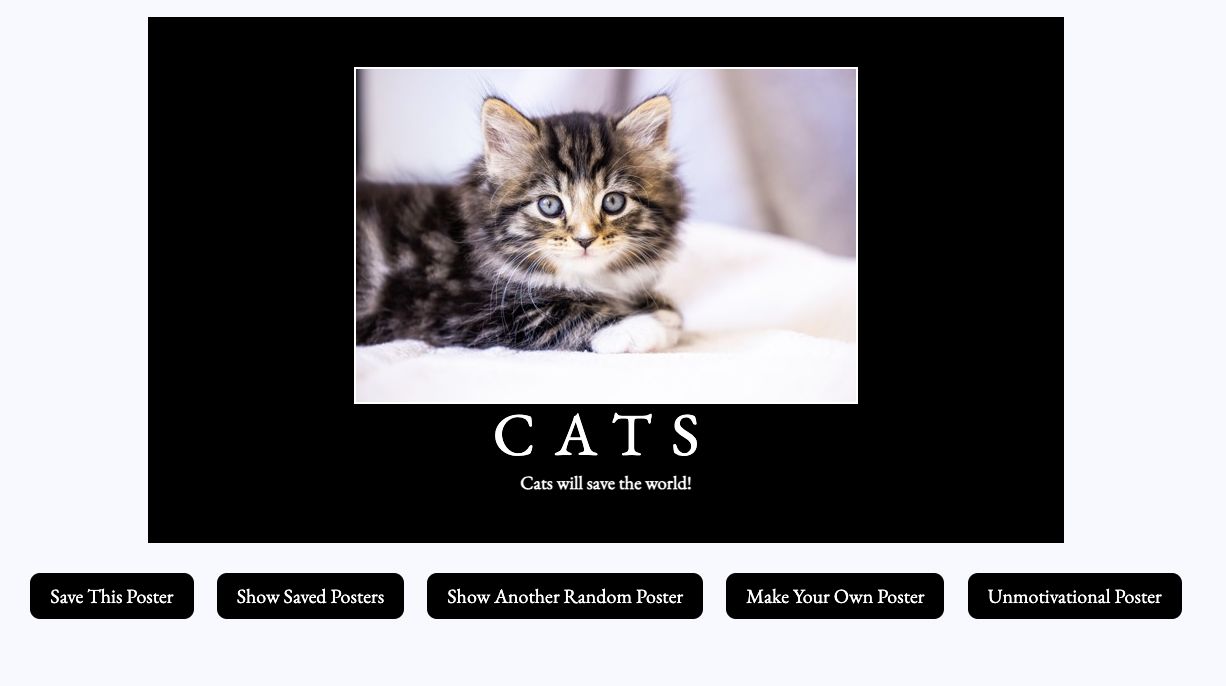 CATS
Cats will save the world!
Save This Poster
Show Saved Posters
Show Another Random Poster
Make Your Own Poster
Unmotivational Poster